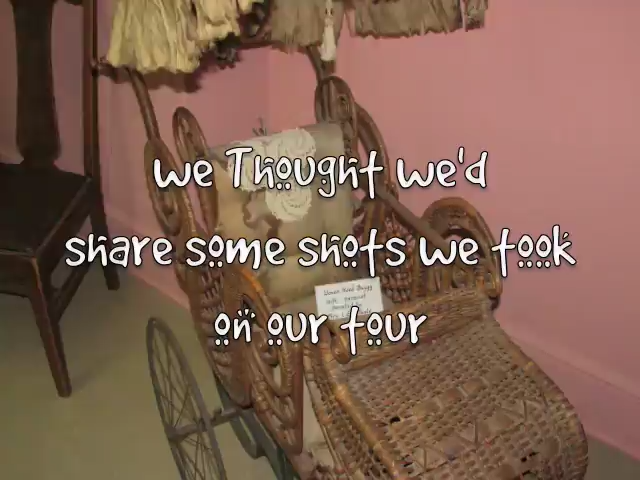 we Thought we'd
share some shots we took
on our tour